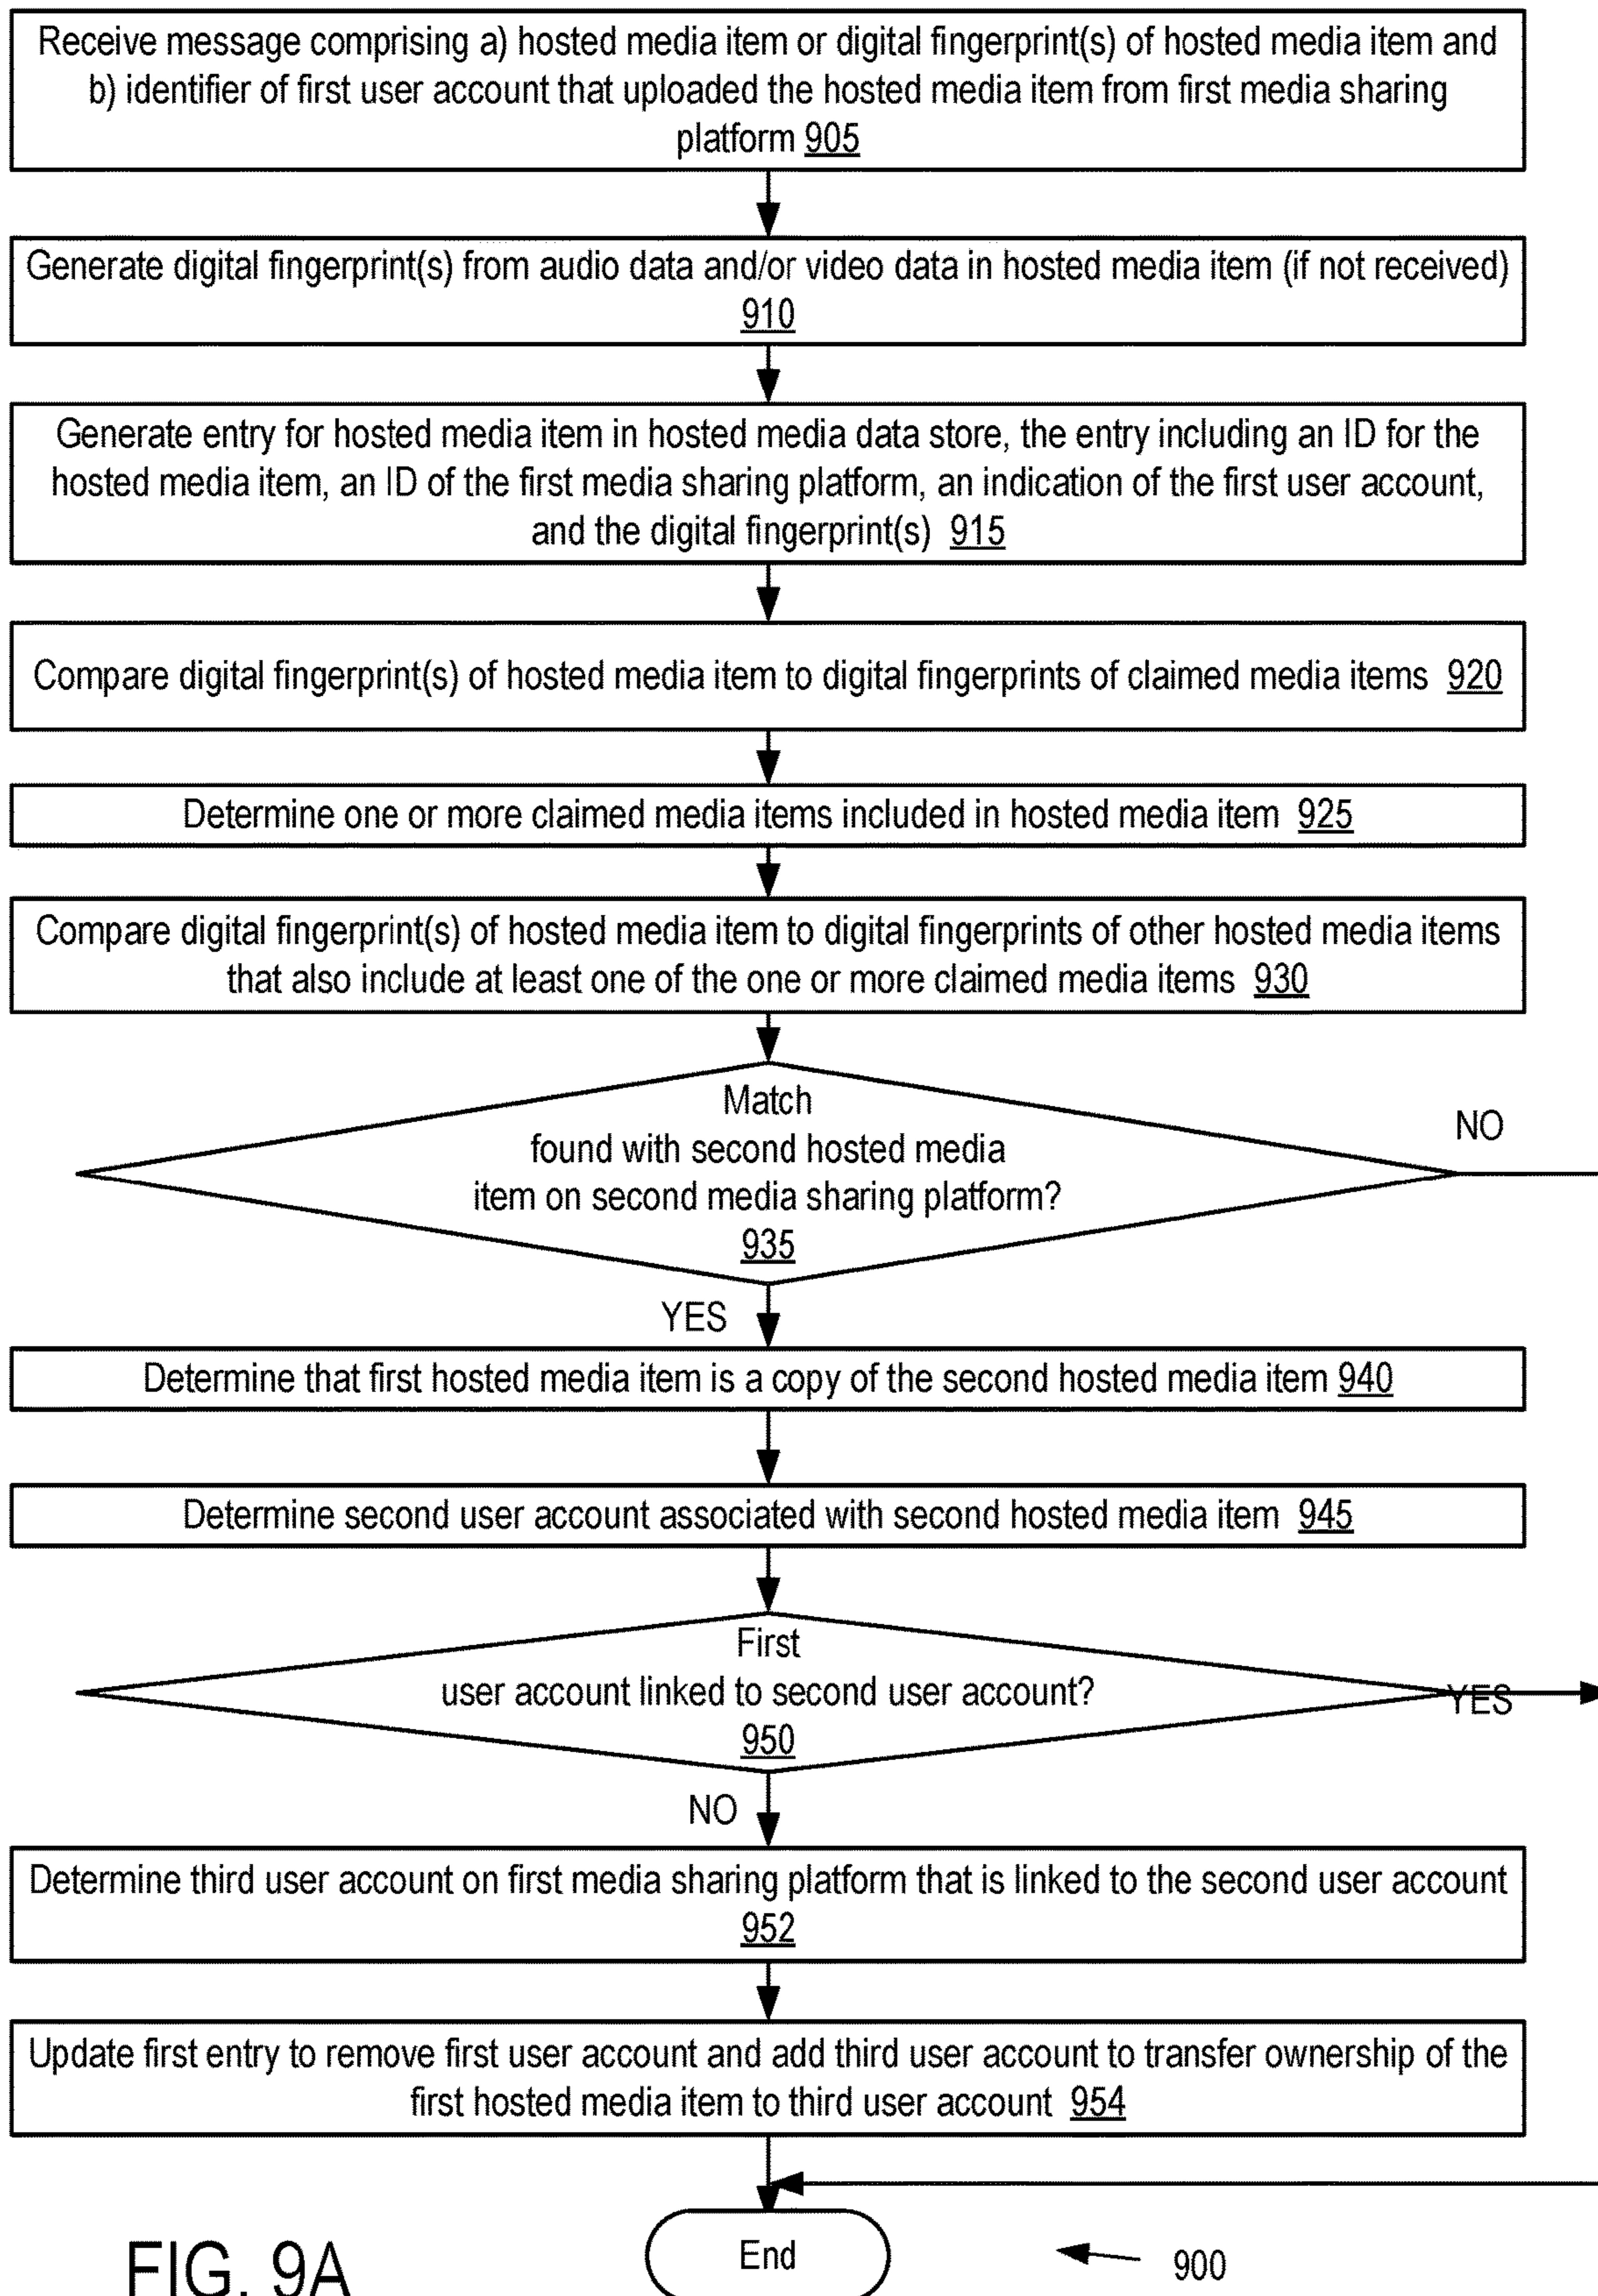 Receive message comprising a) hosted media item or digital fingerprint(s) of hosted media item and
b) identifier of first user account that uploaded the hosted media item from first media sharing
platform 905
Generate digital fingerprint(s) from audio data and/or video data in hosted media item (if not received)
910
Generate entry for hosted media item in hosted media data store, the entry including an ID for the
hosted media item, an ID of the first media sharing platform, an indication of the first user account,
and the digital fingerprint(s) 915
Compare digital fingerprint(s) of hosted media item to digital fingerprints of claimed media items 920
Determine one or more claimed media items included in hosted media item 925
Compare digital fingerprint(s) of hosted media item to digital fingerprints of other hosted media items
that also include at least one of the one or more claimed media items 930
Match
found with second hosted media
item on second media sharing platform?
935
NO
YES
Determine that first hosted media item is a copy of the second hosted media item 940
Determine second user account associated with second hosted media item 945
First
user account linked to second user account?
950
YES
NO
Determine third user account on first media sharing platform that is linked to the second user account
952
Update first entry to remove first user account and add third user account to transfer ownership of the
first hosted media item to third user account 954
End
900
FIG. 9A